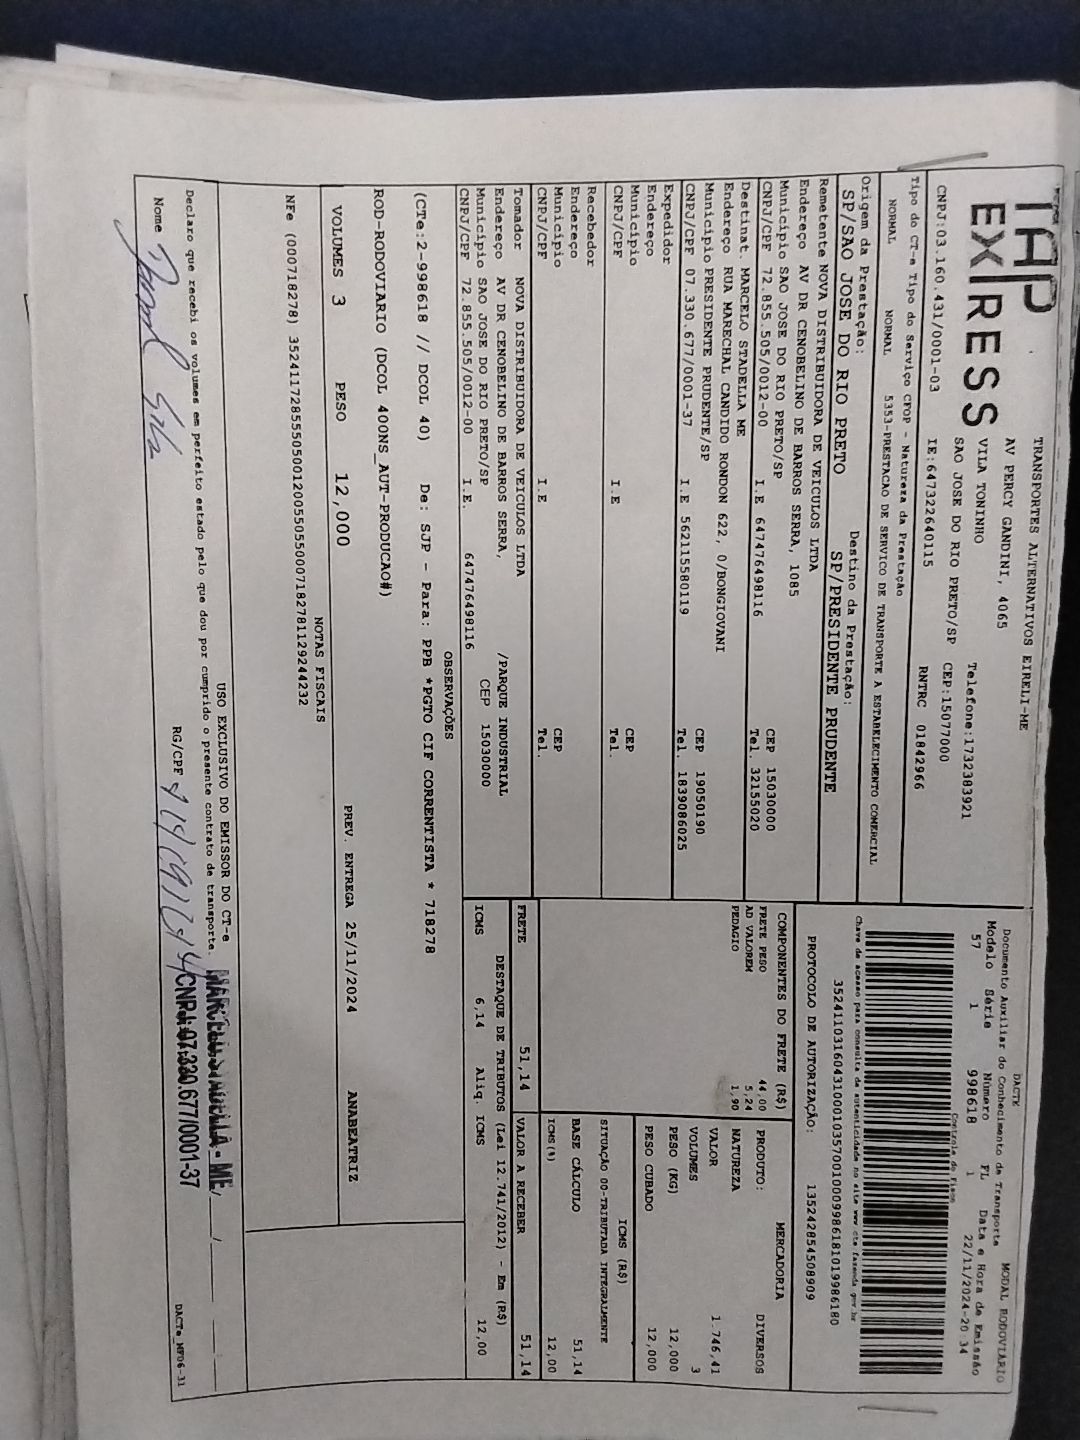 TAP
EXPRESS
TRANSPORTES ALTERNATIVOS EIRELI-ME
AV PERCY GANDINI, 4065
VILA TONINHO Telefone:1732383921
SAO JOSE DO RIO PRETO/SP CEP:15077000
CNPJ:03.160.431/0001-03 IE:647322640115 RNTRC 01842966
DACTE MODAL RODOVIÁRIO
Documento Auxiliar do Conhecimento de Transporte
Modelo Série Número FL Data e Hora de Emissão
57 1 998618 1 22/11/2024-20:34
Controle do Fisco
Chave de acesso para consulta de autenticidade no site www.cte.fazenda.gov.br
35241103160431000103570010009986181019986180
PROTOCOLO DE AUTORIZAÇÃO: 135242854508909
Tipo do CT-e Tipo do Serviço CFOP - Natureza da Prestação
NORMAL NORMAL 5353-PRESTACAO DE SERVICO DE TRANSPORTE A ESTABELECIMENTO COMERCIAL
Origem da Prestação: Destino da Prestação:
SP/SAO JOSE DO RIO PRETO SP/PRESIDENTE PRUDENTE
Remetente NOVA DISTRIBUIDORA DE VEICULOS LTDA
Endereço AV DR CENOBELINO DE BARROS SERRA, 1085
Município SAO JOSE DO RIO PRETO/SP CEP 15030000
CNPJ/CPF 72.855.505/0012-00 I.E 647476498116 Tel. 32155020
Destinat. MARCELO STADELLA ME
Endereço RUA MARECHAL CANDIDO RONDON 622, 0/BONGIOVANI
Município PRESIDENTE PRUDENTE/SP CEP 19050190
CNPJ/CPF 07.330.677/0001-37 I.E 562115580119 Tel. 1839086025
Expedidor
Endereço
Município CEP
CNPJ/CPF I.E Tel.
Recebedor
Endereço
Município CEP
CNPJ/CPF I.E Tel.
Tomador NOVA DISTRIBUIDORA DE VEICULOS LTDA
Endereço AV DR CENOBELINO DE BARROS SERRA, /PARQUE INDUSTRIAL
Município SAO JOSE DO RIO PRETO/SP CEP 15030000
CNPJ/CPF 72.855.505/0012-00 I.E. 647476498116
COMPONENTES DO FRETE (R$)
FRETE PESO 44,00
AD VALOREM 5,24
PEDAGIO 1,90
MERCADORIA
PRODUTO: DIVERSOS
NATUREZA
VALOR 1.746,41
VOLUMES 3
PESO (KG) 12,000
PESO CUBADO 12,000
ICMS (R$)
SITUAÇÃO 00-TRIBUTADA INTEGRALMENTE
BASE CÁLCULO 51,14
ICMS(%) 12,00
FRETE 51,14 VALOR A RECEBER 51,14
DESTAQUE DE TRIBUTOS (Lei 12.741/2012) - Em (R$)
ICMS 6,14 Aliq. ICMS 12,00
OBSERVAÇÕES
(CTe:2-998618 // DCOL 40) De: SJP - Para: PPB *PGTO CIF CORRENTISTA * 718278
ROD-RODOVIARIO (DCOL 400NS_AUT-PRODUCAO#)
VOLUMES 3 PESO 12,000 PREV. ENTREGA 25/11/2024 ANABEATRIZ
NOTAS FISCAIS
NFe (000718278) 35241172855505001200550550007182781129244232
USO EXCLUSIVO DO EMISSOR DO CT-e
Declaro que recebi os volumes em perfeito estado pelo que dou por cumprido o presente contrato de transporte.
MARCELO STADELLA - ME
CNPJ: 07.330.677/0001-37
Nome RG/CPF
DACTe_MF06-31